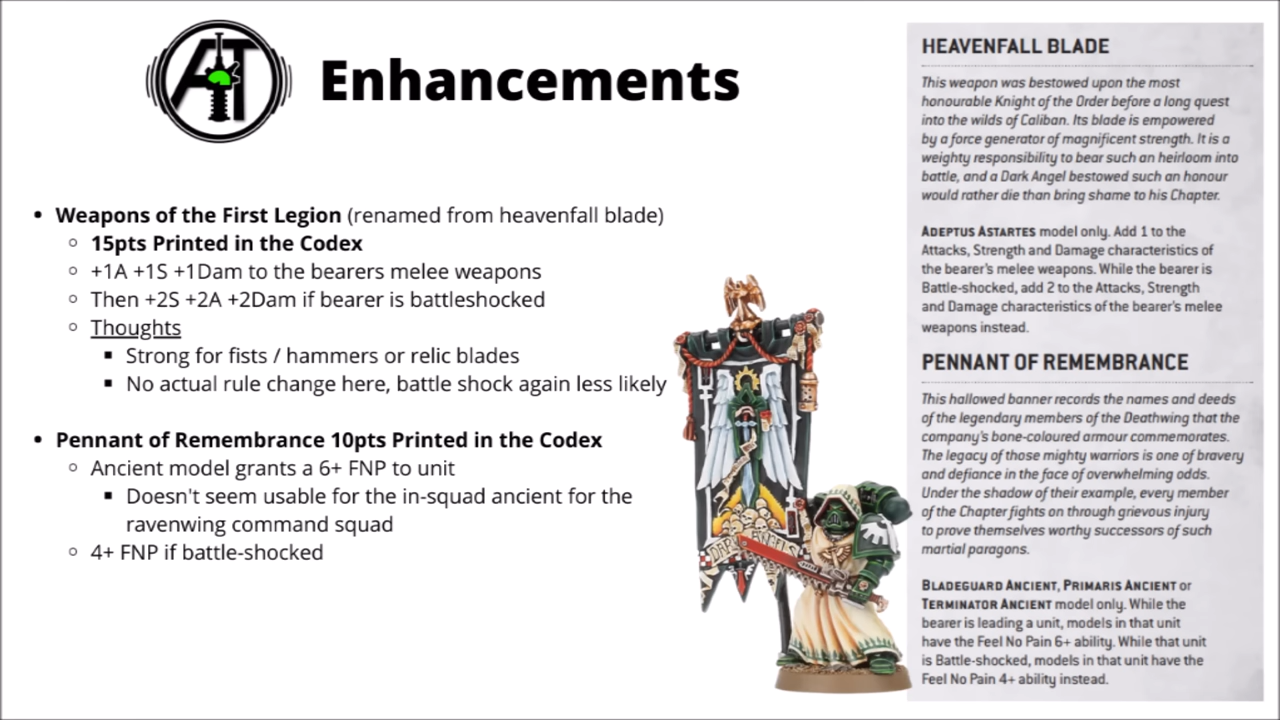 AT
Enhancements
• Weapons of the First Legion (renamed from heavenfall blade)
○ 15pts Printed in the Codex
○ +1A +1S +1Dam to the bearers melee weapons
○ Then +2S +2A +2Dam if bearer is battleshocked
○ Thoughts
▪ Strong for fists / hammers or relic blades
▪ No actual rule change here, battle shock again less likely
• Pennant of Remembrance 10pts Printed in the Codex
○ Ancient model grants a 6+ FNP to unit
▪ Doesn't seem usable for the in-squad ancient for the
ravenwing command squad
○ 4+ FNP if battle-shocked
DARK ANGELS
HEAVENFALL BLADE
This weapon was bestowed upon the most
honourable Knight of the Order before a long quest
into the wilds of Caliban. Its blade is empowered
by a force generator of magnificent strength. It is a
weighty responsibility to bear such an heirloom into
battle, and a Dark Angel bestowed such an honour
would rather die than bring shame to his Chapter.
ADEPTUS ASTARTES model only. Add 1 to the
Attacks, Strength and Damage characteristics of
the bearer's melee weapons. While the bearer is
Battle-shocked, add 2 to the Attacks, Strength
and Damage characteristics of the bearer's melee
weapons instead.
PENNANT OF REMEMBRANCE
This hallowed banner records the names and deeds
of the legendary members of the Deathwing that the
company's bone-coloured armour commemorates.
The legacy of those mighty warriors is one of bravery
and defiance in the face of overwhelming odds.
Under the shadow of their example, every member
of the Chapter fights on through grievous injury
to prove themselves worthy successors of such
martial paragons.
BLADEGUARD ANCIENT, PRIMARIS ANCIENT or
TERMINATOR ANCIENT model only. While the
bearer is leading a unit, models in that unit
have the Feel No Pain 6+ ability. While that unit
is Battle-shocked, models in that unit have the
Feel No Pain 4+ ability instead.